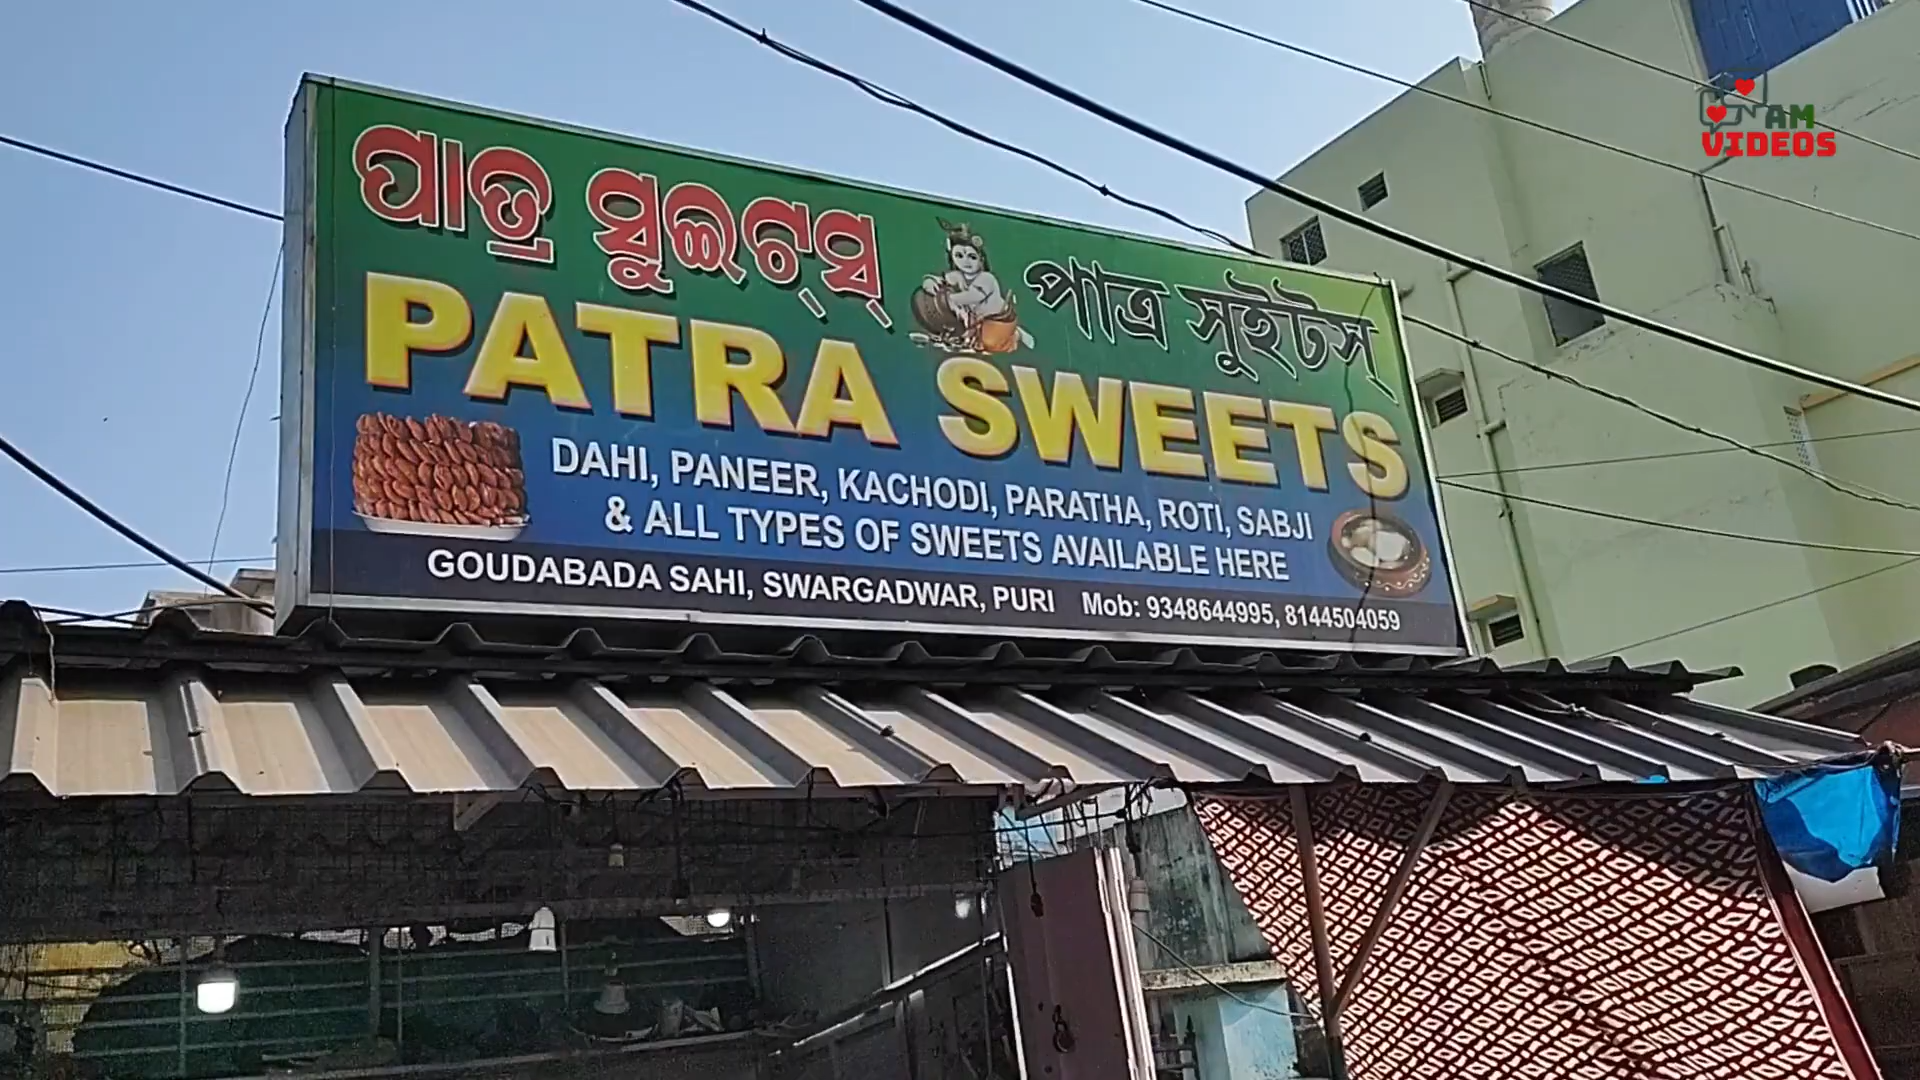 ପାତ୍ର ସୁଇଟ୍‌ସ୍
পাত্র সুইটস্
PATRA SWEETS
DAHI, PANEER, KACHODI, PARATHA, ROTI, SABJI
& ALL TYPES OF SWEETS AVAILABLE HERE
GOUDABADA SAHI, SWARGADWAR, PURI Mob: 9348644995, 8144504059
AM
VIDEOS